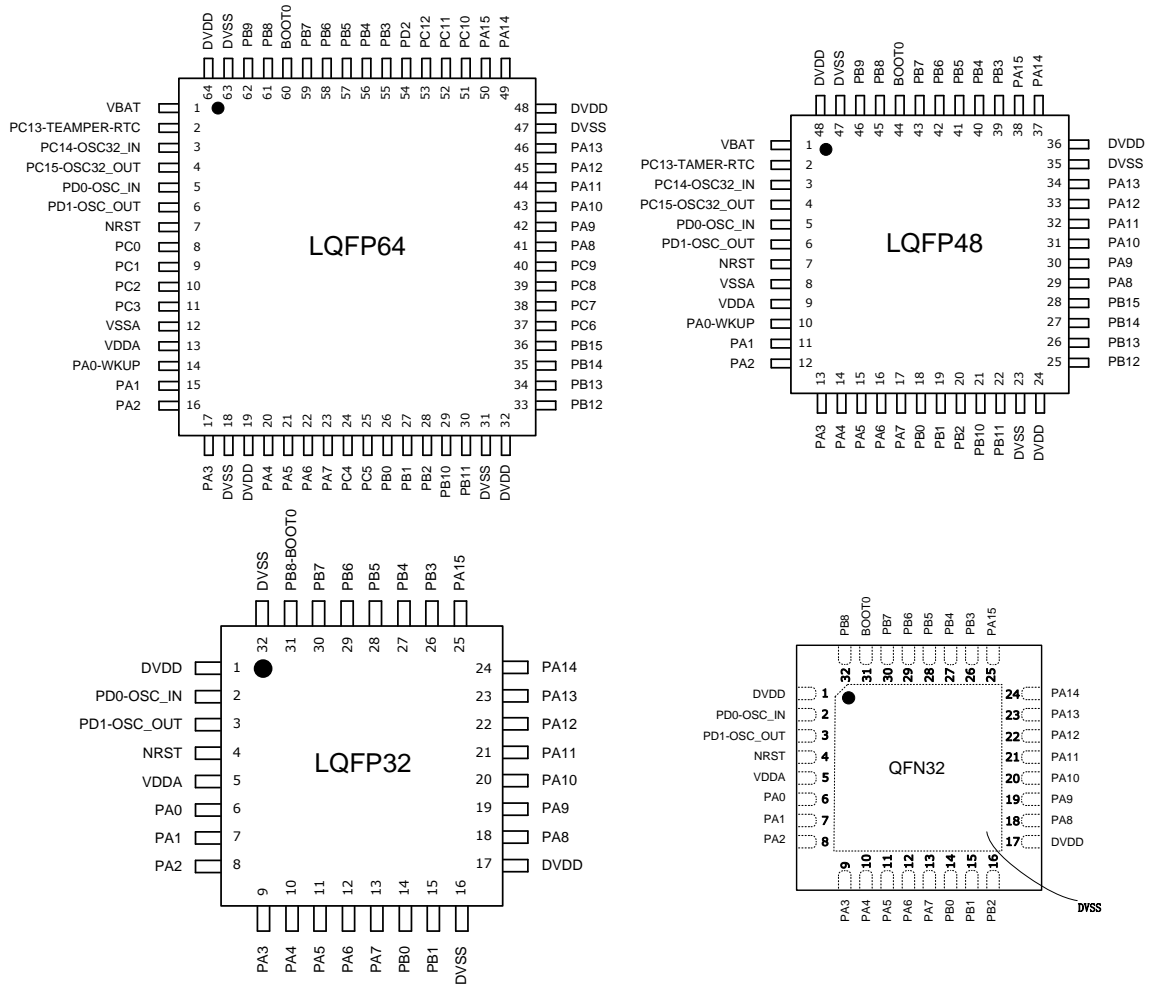 DVDD DVSS PB9 PB8 BOOT0 PB7 PB6 PB5 PB4 PB3 PD2 PC12 PC11 PC10 PA15 PA14
64 63 62 61 60 59 58 57 56 55 54 53 52 51 50 49
VBAT 1
PC13-TEAMPER-RTC 2
PC14-OSC32_IN 3
PC15-OSC32_OUT 4
PD0-OSC_IN 5
PD1-OSC_OUT 6
NRST 7
PC0 8
PC1 9
PC2 10
PC3 11
VSSA 12
VDDA 13
PA0-WKUP 14
PA1 15
PA2 16
LQFP64
48 DVDD
47 DVSS
46 PA13
45 PA12
44 PA11
43 PA10
42 PA9
41 PA8
40 PC9
39 PC8
38 PC7
37 PC6
36 PB15
35 PB14
34 PB13
33 PB12
17 18 19 20 21 22 23 24 25 26 27 28 29 30 31 32
PA3 DVSS DVDD PA4 PA5 PA6 PA7 PC4 PC5 PB0 PB1 PB2 PB10 PB11 DVSS DVDD
DVDD DVSS PB9 PB8 BOOT0 PB7 PB6 PB5 PB4 PB3 PA15 PA14
48 47 46 45 44 43 42 41 40 39 38 37
VBAT 1
PC13-TAMER-RTC 2
PC14-OSC32_IN 3
PC15-OSC32_OUT 4
PD0-OSC_IN 5
PD1-OSC_OUT 6
NRST 7
VSSA 8
VDDA 9
PA0-WKUP 10
PA1 11
PA2 12
LQFP48
36 DVDD
35 DVSS
34 PA13
33 PA12
32 PA11
31 PA10
30 PA9
29 PA8
28 PB15
27 PB14
26 PB13
25 PB12
13 14 15 16 17 18 19 20 21 22 23 24
PA3 PA4 PA5 PA6 PA7 PB0 PB1 PB2 PB10 PB11 DVSS DVDD
DVSS PB8-BOOT0 PB7 PB6 PB5 PB4 PB3 PA15
32 31 30 29 28 27 26 25
DVDD 1
PD0-OSC_IN 2
PD1-OSC_OUT 3
NRST 4
VDDA 5
PA0 6
PA1 7
PA2 8
LQFP32
24 PA14
23 PA13
22 PA12
21 PA11
20 PA10
19 PA9
18 PA8
17 DVDD
9 10 11 12 13 14 15 16
PA3 PA4 PA5 PA6 PA7 PB0 PB1 DVSS
PB8 BOOT0 PB7 PB6 PB5 PB4 PB3 PA15
32 31 30 29 28 27 26 25
DVDD 1
PD0-OSC_IN 2
PD1-OSC_OUT 3
NRST 4
VDDA 5
PA0 6
PA1 7
PA2 8
QFN32
24 PA14
23 PA13
22 PA12
21 PA11
20 PA10
19 PA9
18 PA8
17 DVDD
9 10 11 12 13 14 15 16
PA3 PA4 PA5 PA6 PA7 PB0 PB1 PB2
DVSS